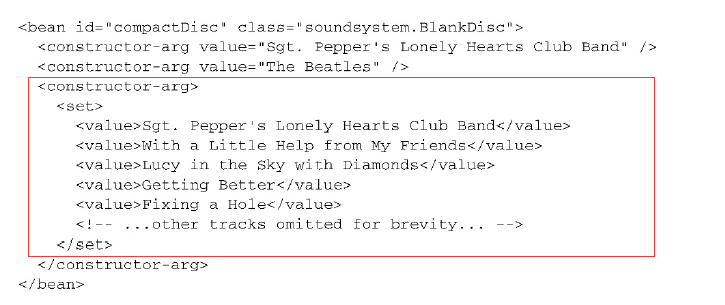 <bean id="compactDisc" class="soundsystem.BlankDisc">
  <constructor-arg value="Sgt. Pepper's Lonely Hearts Club Band" />
  <constructor-arg value="The Beatles" />
  <constructor-arg>
    <set>
      <value>Sgt. Pepper's Lonely Hearts Club Band</value>
      <value>With a Little Help from My Friends</value>
      <value>Lucy in the Sky with Diamonds</value>
      <value>Getting Better</value>
      <value>Fixing a Hole</value>
      <!-- ...other tracks omitted for brevity... -->
    </set>
  </constructor-arg>
</bean>